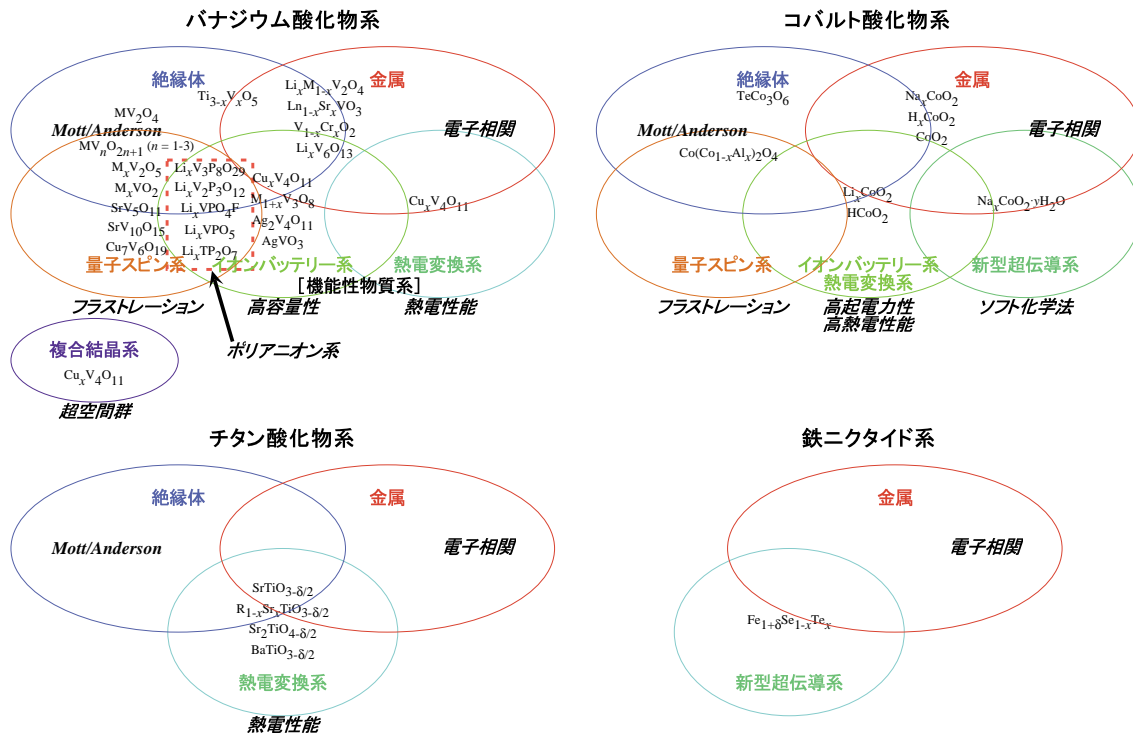 バナジウム酸化物系
絶縁体
金属
Ti3-xVxO5
LixM1-xV2O4
Ln1-xSrxVO3
V1-xCrxO2
LixV6O13
MV2O4
Mott/Anderson
電子相関
MVnO2n+1 (n = 1-3)
MxV2O5
MxVO2
SrV5O11
SrV10O15
Cu7V6O19
LixV3P8O29
LixV2P3O12
LixVPO4F
LixVPO5
LixTP2O7
CuxV4O11
M1+xV3O8
Ag2V4O11
AgVO3
CuxV4O11
量子スピン系
イオンバッテリー系
熱電変換系
[機能性物質系]
フラストレーション
高容量性
熱電性能
ポリアニオン系
複合結晶系
CuxV4O11
超空間群
コバルト酸化物系
絶縁体
金属
TeCo3O6
NaxCoO2
HxCoO2
CoO2
Mott/Anderson
電子相関
Co(Co1-xAlx)2O4
LixCoO2
HCoO2
NaxCoO2·yH2O
量子スピン系
イオンバッテリー系
熱電変換系
新型超伝導系
フラストレーション
高起電力性
高熱電性能
ソフト化学法
チタン酸化物系
絶縁体
金属
Mott/Anderson
電子相関
SrTiO3-δ/2
R1-xSrxTiO3-δ/2
Sr2TiO4-δ/2
BaTiO3-δ/2
熱電変換系
熱電性能
鉄ニクタイド系
金属
電子相関
Fe1+δSe1-xTex
新型超伝導系